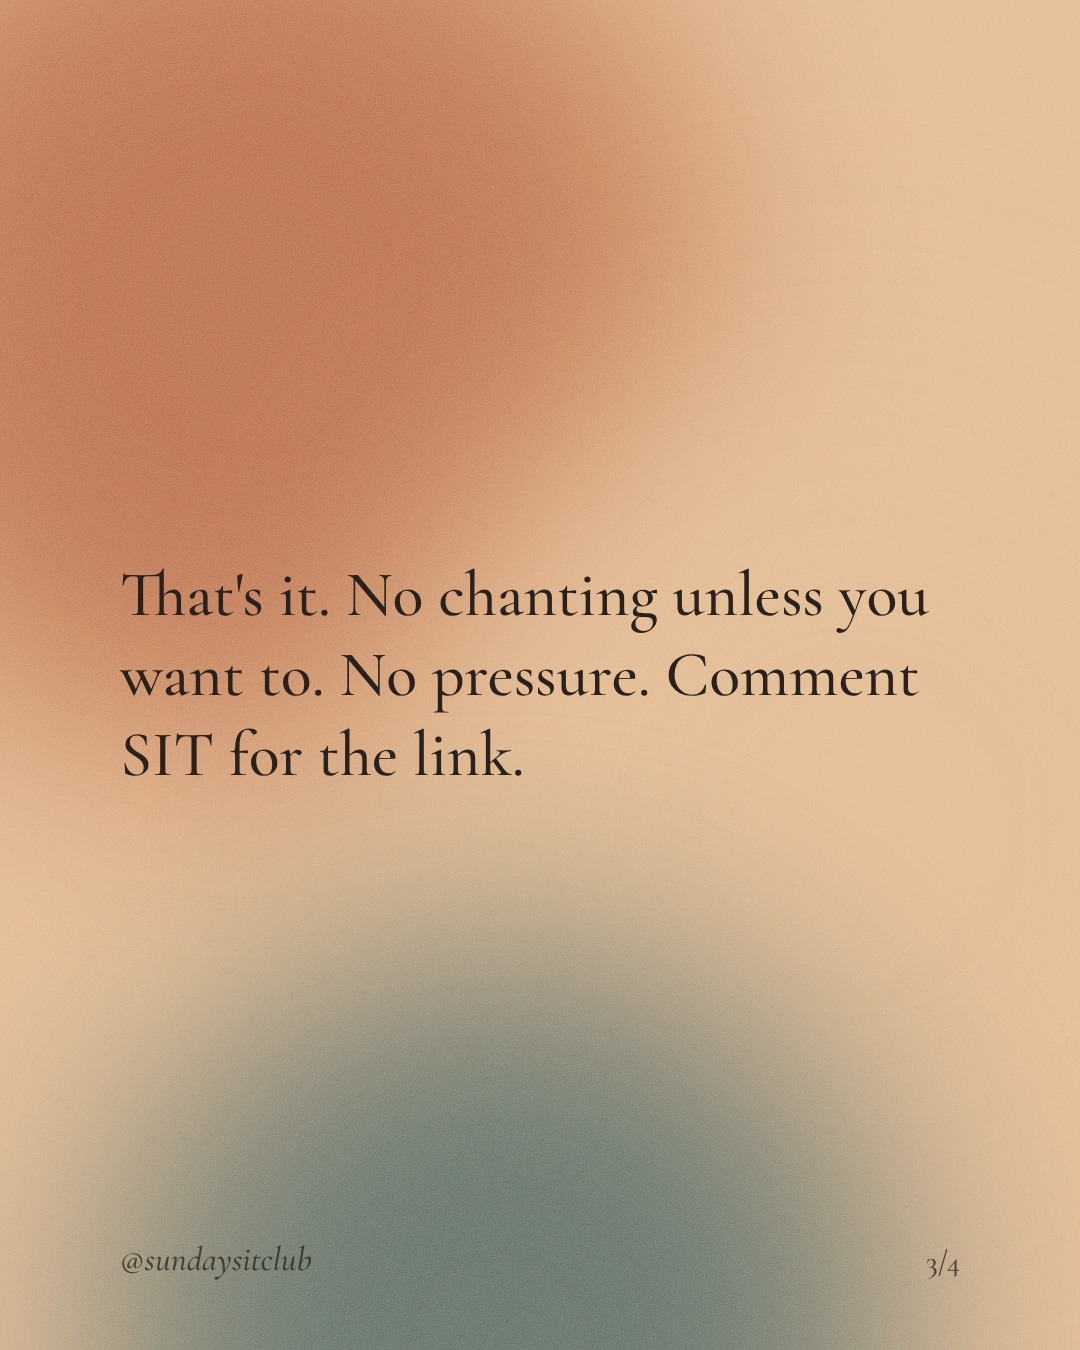 That's it. No chanting unless you
want to. No pressure. Comment
SIT for the link.
@sundaysitclub
3/4